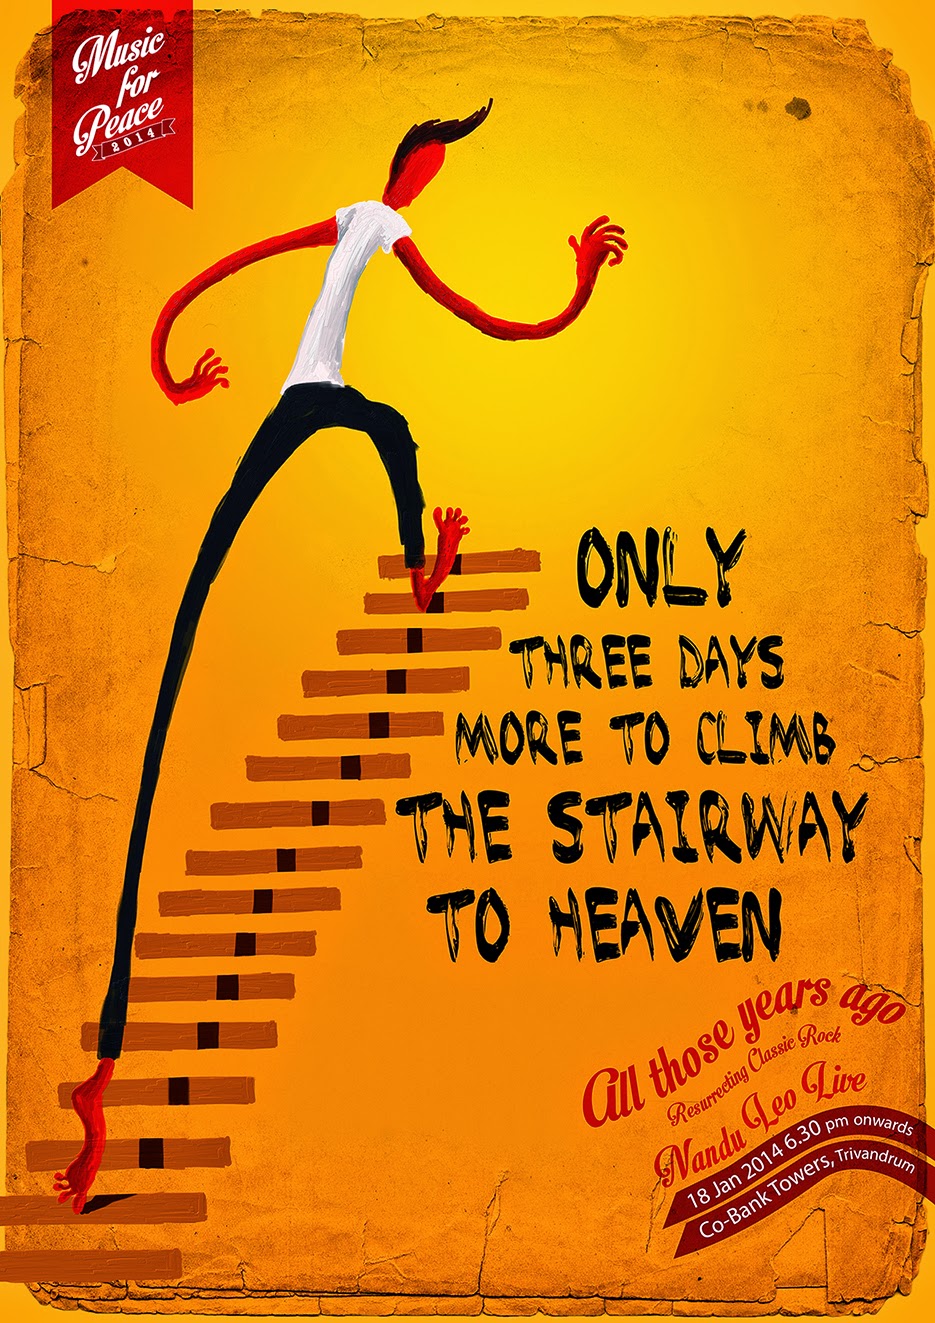 Music
for
Peace
2014
ONLY
THREE DAYS
MORE TO CLIMB
THE STAIRWAY
TO HEAVEN
All those years ago
Resurrecting Classic Rock
Nandu Leo Live
18 Jan 2014 6.30 pm onwards
Co-Bank Towers, Trivandrum